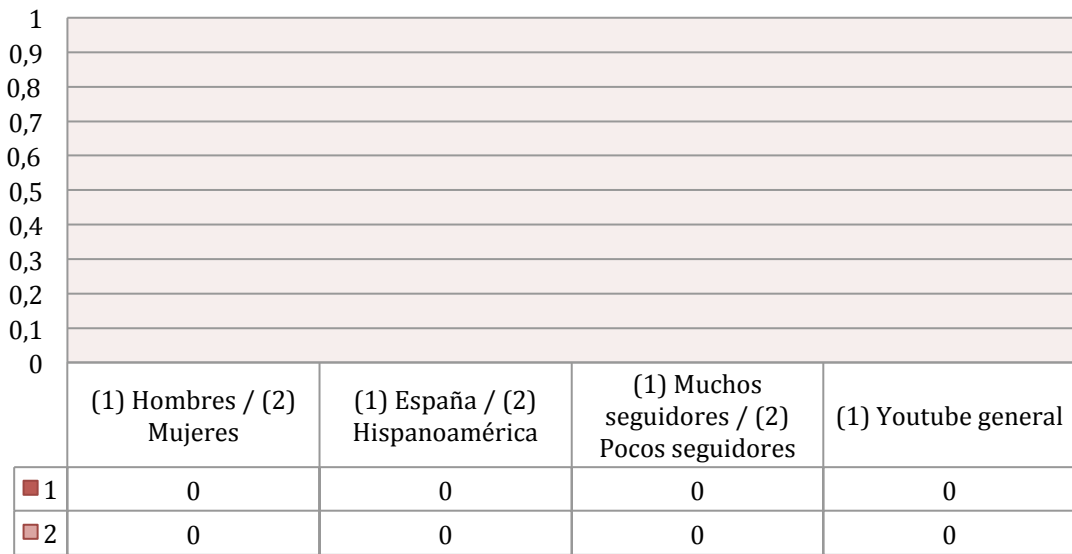 1
0,9
0,8
0,7
0,6
0,5
0,4
0,3
0,2
0,1
0
(1) Hombres / (2)
Mujeres
(1) España / (2)
Hispanoamérica
(1) Muchos
seguidores / (2)
Pocos seguidores
(1) Youtube general
1 0 0 0 0
2 0 0 0 0